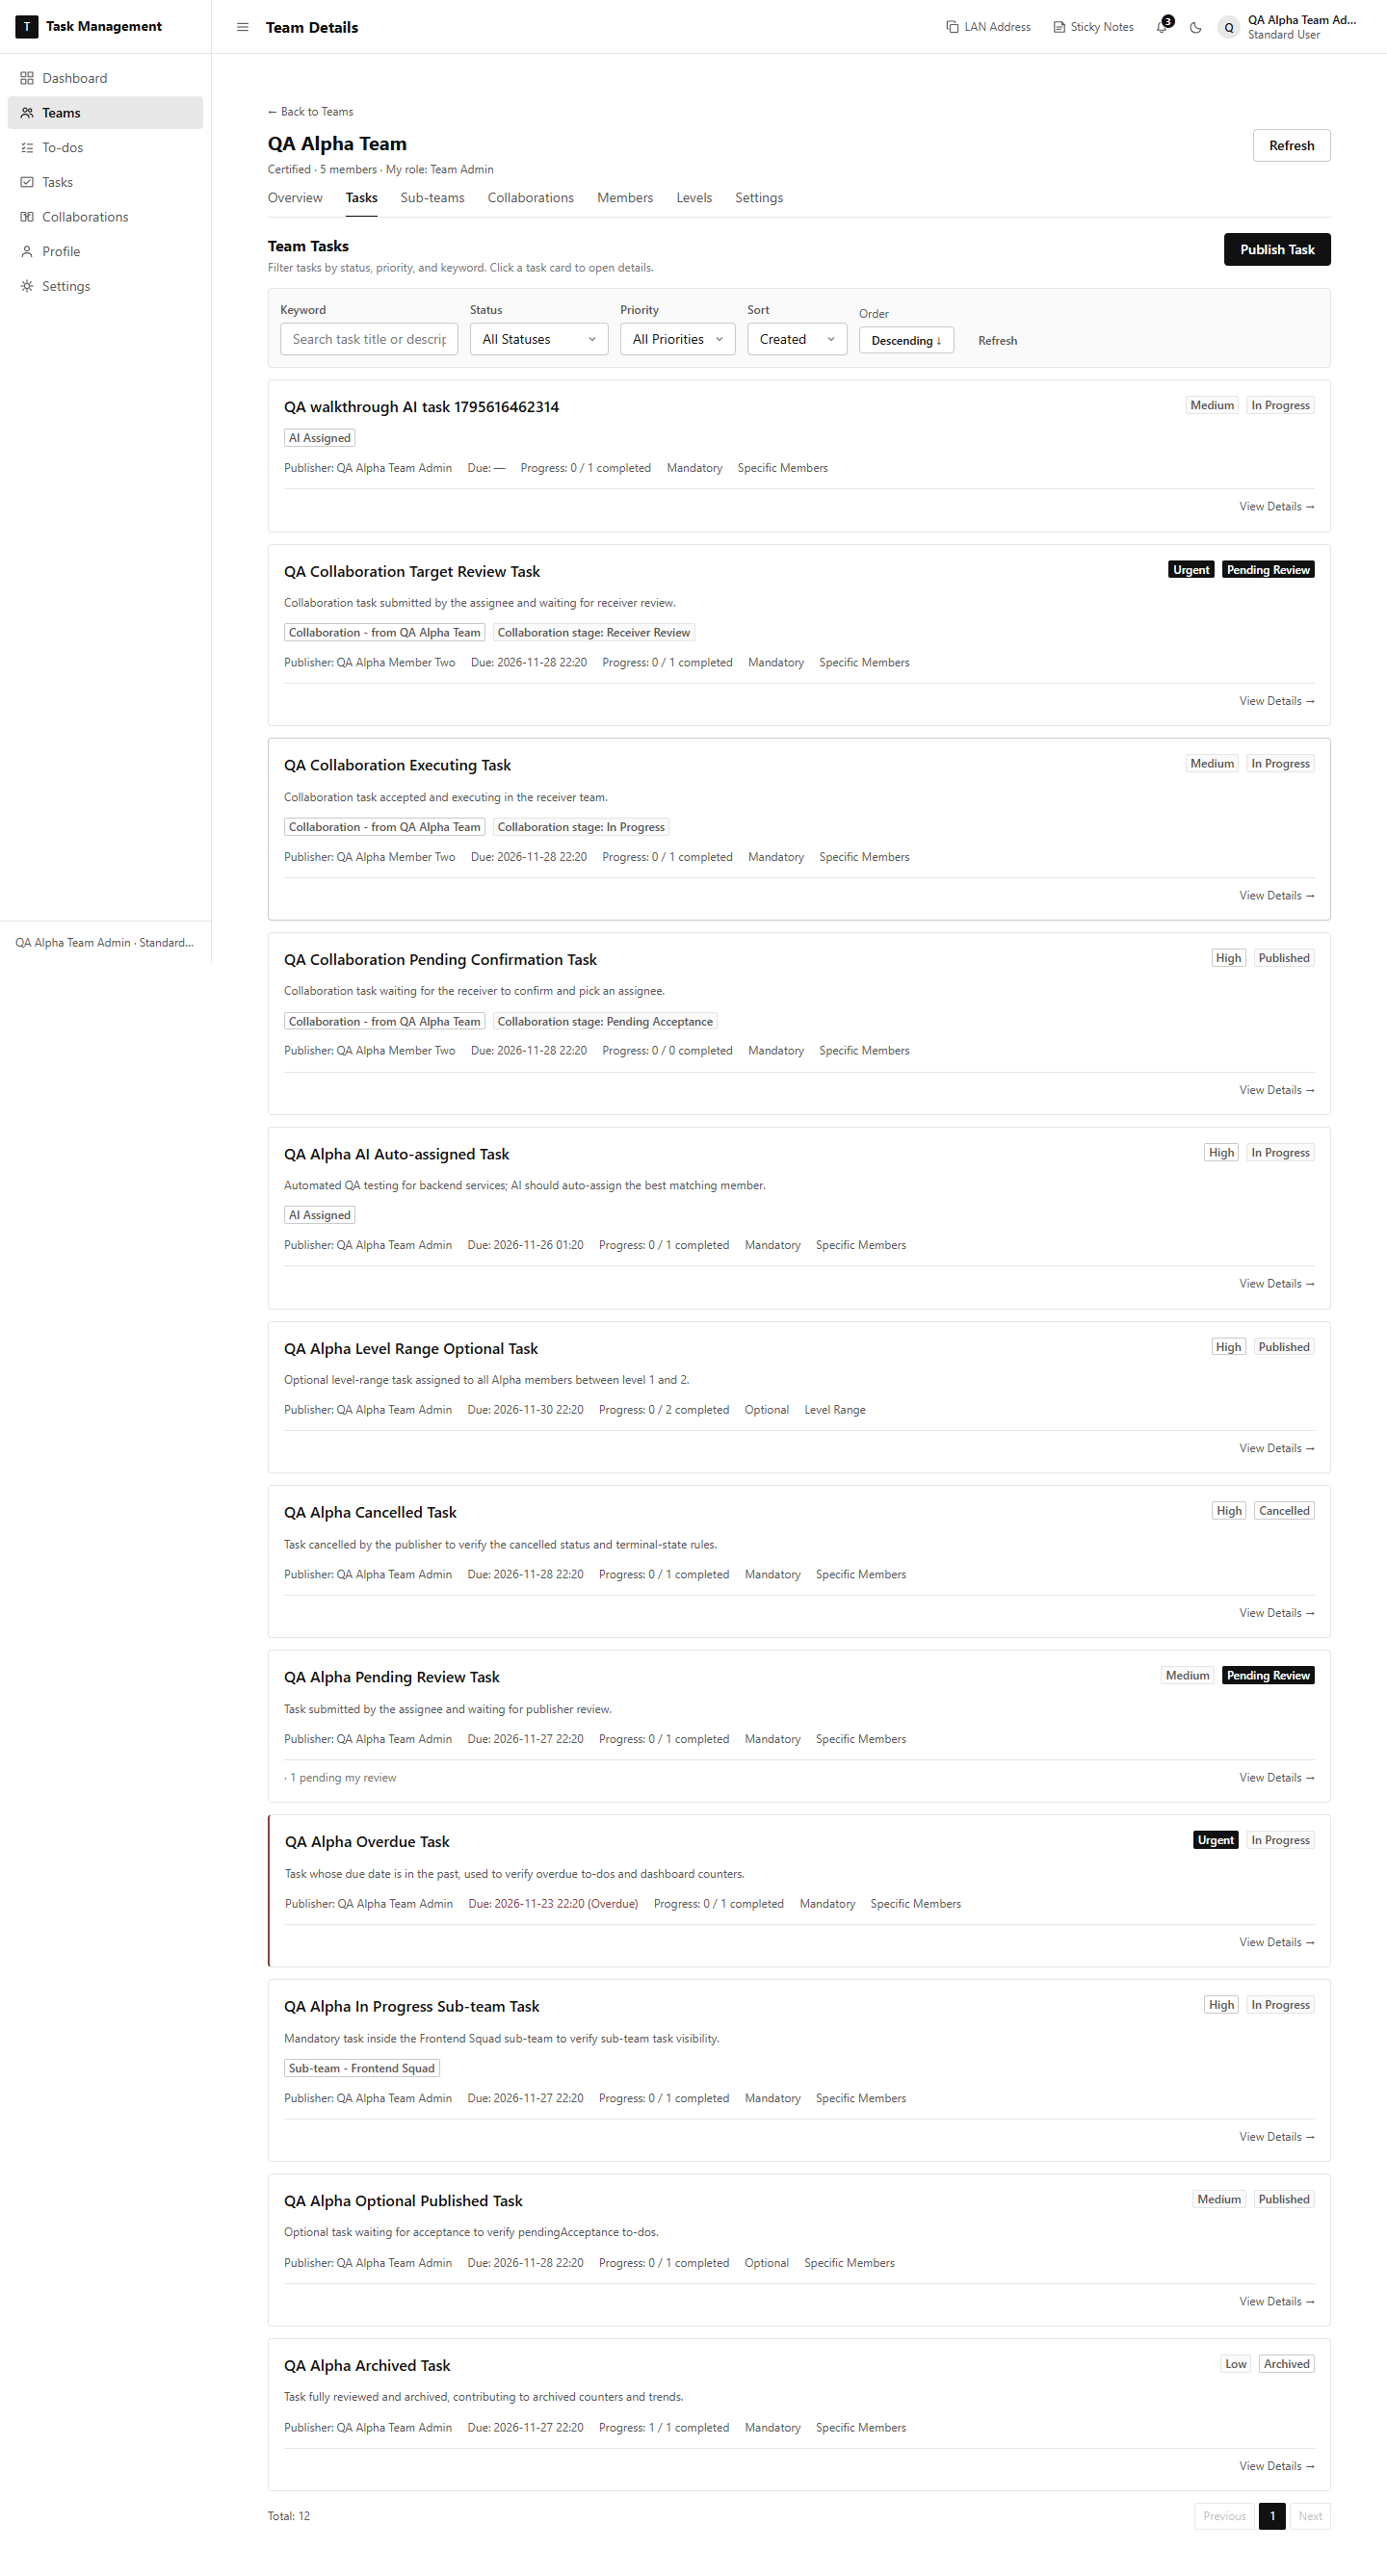 T Task Management
Team Details
LAN Address
Sticky Notes
3
Q
QA Alpha Team Ad...
Standard User
Dashboard
Teams
To-dos
Tasks
Collaborations
Profile
Settings
QA Alpha Team Admin · Standard...
← Back to Teams
QA Alpha Team
Refresh
Certified · 5 members · My role: Team Admin
Overview Tasks Sub-teams Collaborations Members Levels Settings
Team Tasks
Publish Task
Filter tasks by status, priority, and keyword. Click a task card to open details.
Keyword Status Priority Sort Order
Search task title or descrip All Statuses All Priorities Created Descending ↓ Refresh
QA walkthrough AI task 1795616462314 Medium In Progress
AI Assigned
Publisher: QA Alpha Team Admin Due: — Progress: 0 / 1 completed Mandatory Specific Members
View Details →
QA Collaboration Target Review Task Urgent Pending Review
Collaboration task submitted by the assignee and waiting for receiver review.
Collaboration - from QA Alpha Team Collaboration stage: Receiver Review
Publisher: QA Alpha Member Two Due: 2026-11-28 22:20 Progress: 0 / 1 completed Mandatory Specific Members
View Details →
QA Collaboration Executing Task Medium In Progress
Collaboration task accepted and executing in the receiver team.
Collaboration - from QA Alpha Team Collaboration stage: In Progress
Publisher: QA Alpha Member Two Due: 2026-11-28 22:20 Progress: 0 / 1 completed Mandatory Specific Members
View Details →
QA Collaboration Pending Confirmation Task High Published
Collaboration task waiting for the receiver to confirm and pick an assignee.
Collaboration - from QA Alpha Team Collaboration stage: Pending Acceptance
Publisher: QA Alpha Member Two Due: 2026-11-28 22:20 Progress: 0 / 0 completed Mandatory Specific Members
View Details →
QA Alpha AI Auto-assigned Task High In Progress
Automated QA testing for backend services; AI should auto-assign the best matching member.
AI Assigned
Publisher: QA Alpha Team Admin Due: 2026-11-26 01:20 Progress: 0 / 1 completed Mandatory Specific Members
View Details →
QA Alpha Level Range Optional Task High Published
Optional level-range task assigned to all Alpha members between level 1 and 2.
Publisher: QA Alpha Team Admin Due: 2026-11-30 22:20 Progress: 0 / 2 completed Optional Level Range
View Details →
QA Alpha Cancelled Task High Cancelled
Task cancelled by the publisher to verify the cancelled status and terminal-state rules.
Publisher: QA Alpha Team Admin Due: 2026-11-28 22:20 Progress: 0 / 1 completed Mandatory Specific Members
View Details →
QA Alpha Pending Review Task Medium Pending Review
Task submitted by the assignee and waiting for publisher review.
Publisher: QA Alpha Team Admin Due: 2026-11-27 22:20 Progress: 0 / 1 completed Mandatory Specific Members
· 1 pending my review View Details →
QA Alpha Overdue Task Urgent In Progress
Task whose due date is in the past, used to verify overdue to-dos and dashboard counters.
Publisher: QA Alpha Team Admin Due: 2026-11-23 22:20 (Overdue) Progress: 0 / 1 completed Mandatory Specific Members
View Details →
QA Alpha In Progress Sub-team Task High In Progress
Mandatory task inside the Frontend Squad sub-team to verify sub-team task visibility.
Sub-team - Frontend Squad
Publisher: QA Alpha Team Admin Due: 2026-11-27 22:20 Progress: 0 / 1 completed Mandatory Specific Members
View Details →
QA Alpha Optional Published Task Medium Published
Optional task waiting for acceptance to verify pendingAcceptance to-dos.
Publisher: QA Alpha Team Admin Due: 2026-11-28 22:20 Progress: 0 / 1 completed Optional Specific Members
View Details →
QA Alpha Archived Task Low Archived
Task fully reviewed and archived, contributing to archived counters and trends.
Publisher: QA Alpha Team Admin Due: 2026-11-27 22:20 Progress: 1 / 1 completed Mandatory Specific Members
View Details →
Total: 12 Previous 1 Next